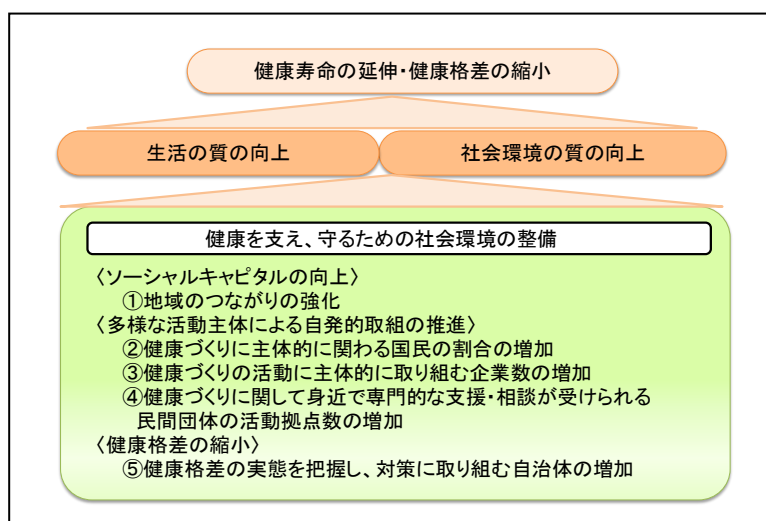 健康寿命の延伸・健康格差の縮小
生活の質の向上
社会環境の質の向上
健康を支え、守るための社会環境の整備
〈ソーシャルキャピタルの向上〉
①地域のつながりの強化
〈多様な活動主体による自発的取組の推進〉
②健康づくりに主体的に関わる国民の割合の増加
③健康づくりの活動に主体的に取り組む企業数の増加
④健康づくりに関して身近で専門的な支援・相談が受けられる
民間団体の活動拠点数の増加
〈健康格差の縮小〉
⑤健康格差の実態を把握し、対策に取り組む自治体の増加